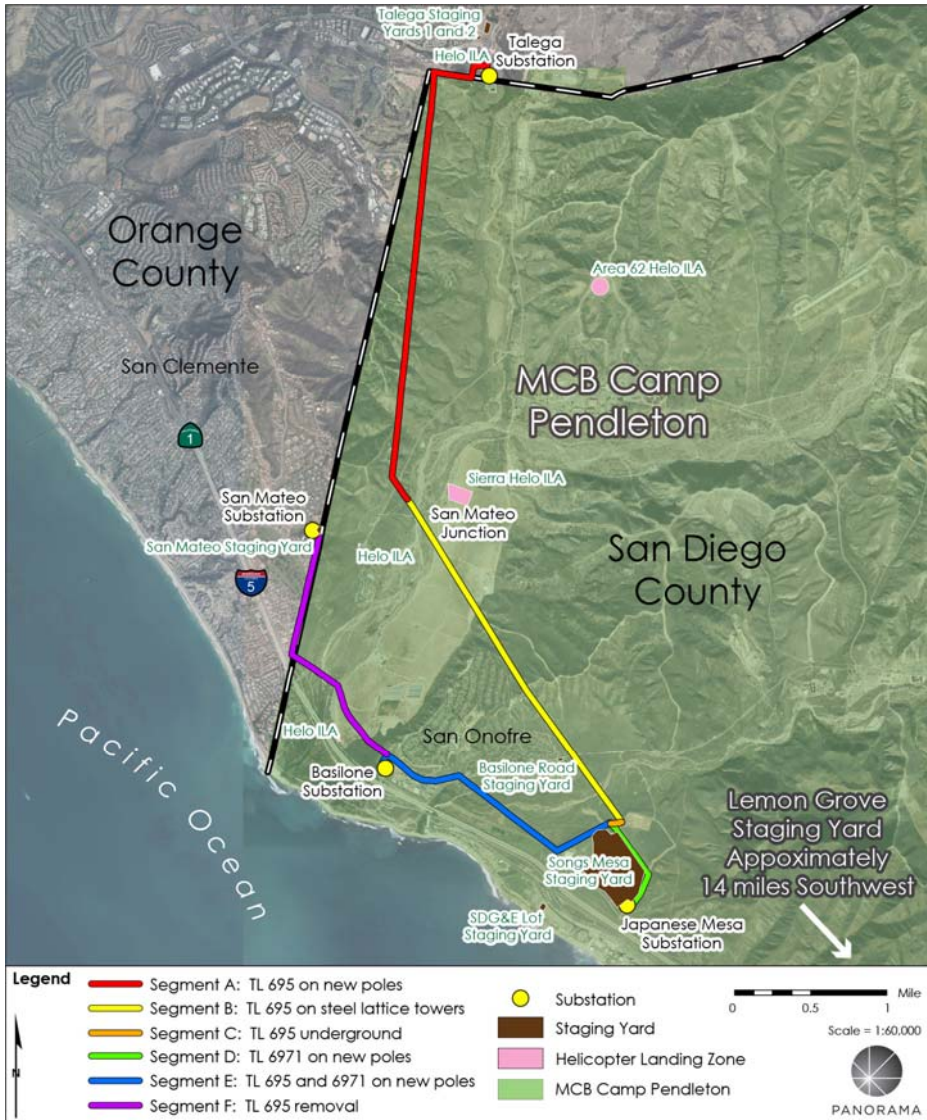 Talega Staging
Yards 1 and 2
Talega
Substation
Helo ILA
Orange
County
Area 62 Helo ILA
San Clemente
MCB Camp
Pendleton
1
Sierra Helo ILA
San Mateo
Substation
San Mateo
Junction
San Mateo Staging Yard
Helo ILA
San Diego
County
5
Pacific Ocean
Helo ILA
San Onofre
Basilone
Substation
Basilone Road
Staging Yard
Lemon Grove
Staging Yard
Appoximately
14 miles Southwest
Songs Mesa
Staging Yard
SDG&E Lot
Staging Yard
Japanese Mesa
Substation
Legend
Segment A: TL 695 on new poles
Segment B: TL 695 on steel lattice towers
Segment C: TL 695 underground
Segment D: TL 6971 on new poles
Segment E: TL 695 and 6971 on new poles
Segment F: TL 695 removal
N
Substation
Staging Yard
Helicopter Landing Zone
MCB Camp Pendleton
Mile
0 0.5 1
Scale = 1:60,000
PANORAMA